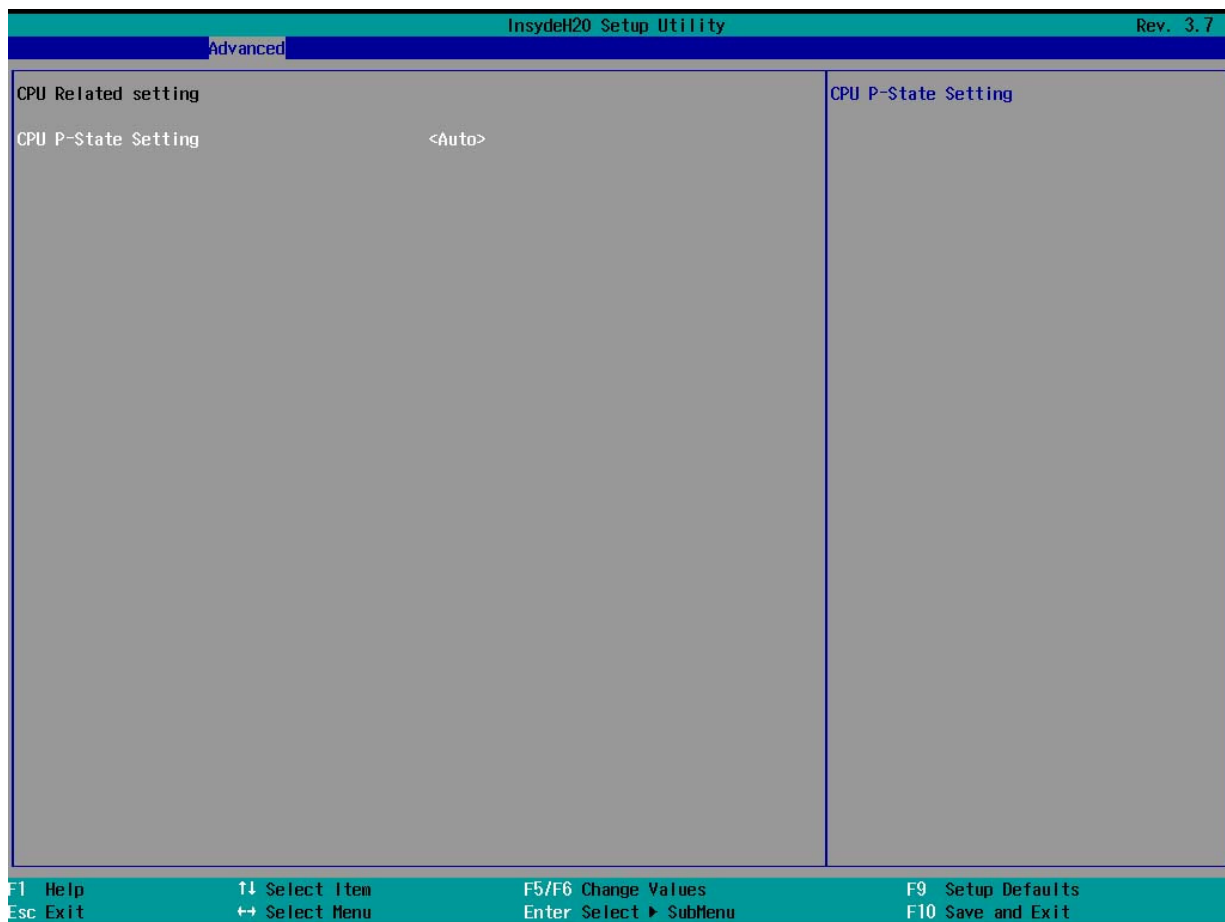 InsydeH20 Setup Utility Rev. 3.7
Advanced
CPU Related setting
CPU P-State Setting
CPU P-State Setting <Auto>
F1 Help ↑↓ Select Item F5/F6 Change Values F9 Setup Defaults
Esc Exit ↔ Select Menu Enter Select ▶ SubMenu F10 Save and Exit